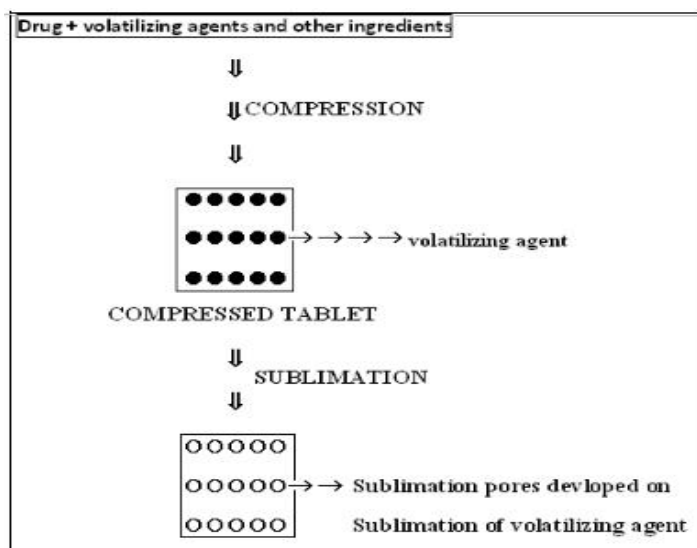 Drug + volatilizing agents and other ingredients
⇓
⇓ COMPRESSION
⇓
→ → → → volatilizing agent
COMPRESSED TABLET
⇓
SUBLIMATION
⇓
→ → Sublimation pores devloped on
Sublimation of volatilizing agent